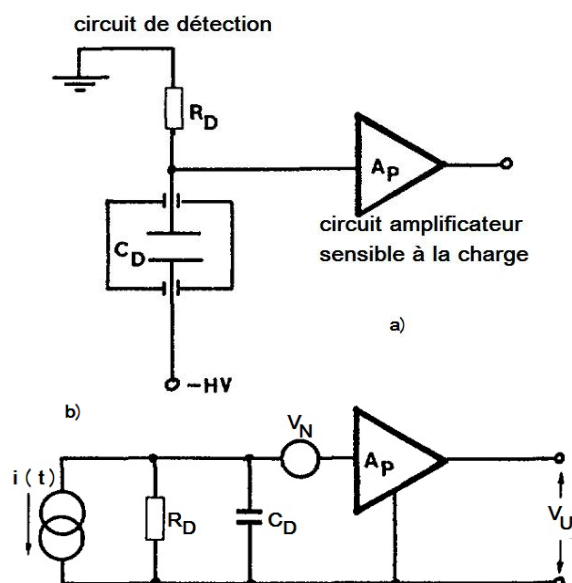 circuit de détection
R_D
A_P
circuit amplificateur
sensible à la charge
C_D
a)
-HV
b)
V_N
A_P
i(t)
R_D
C_D
V_U